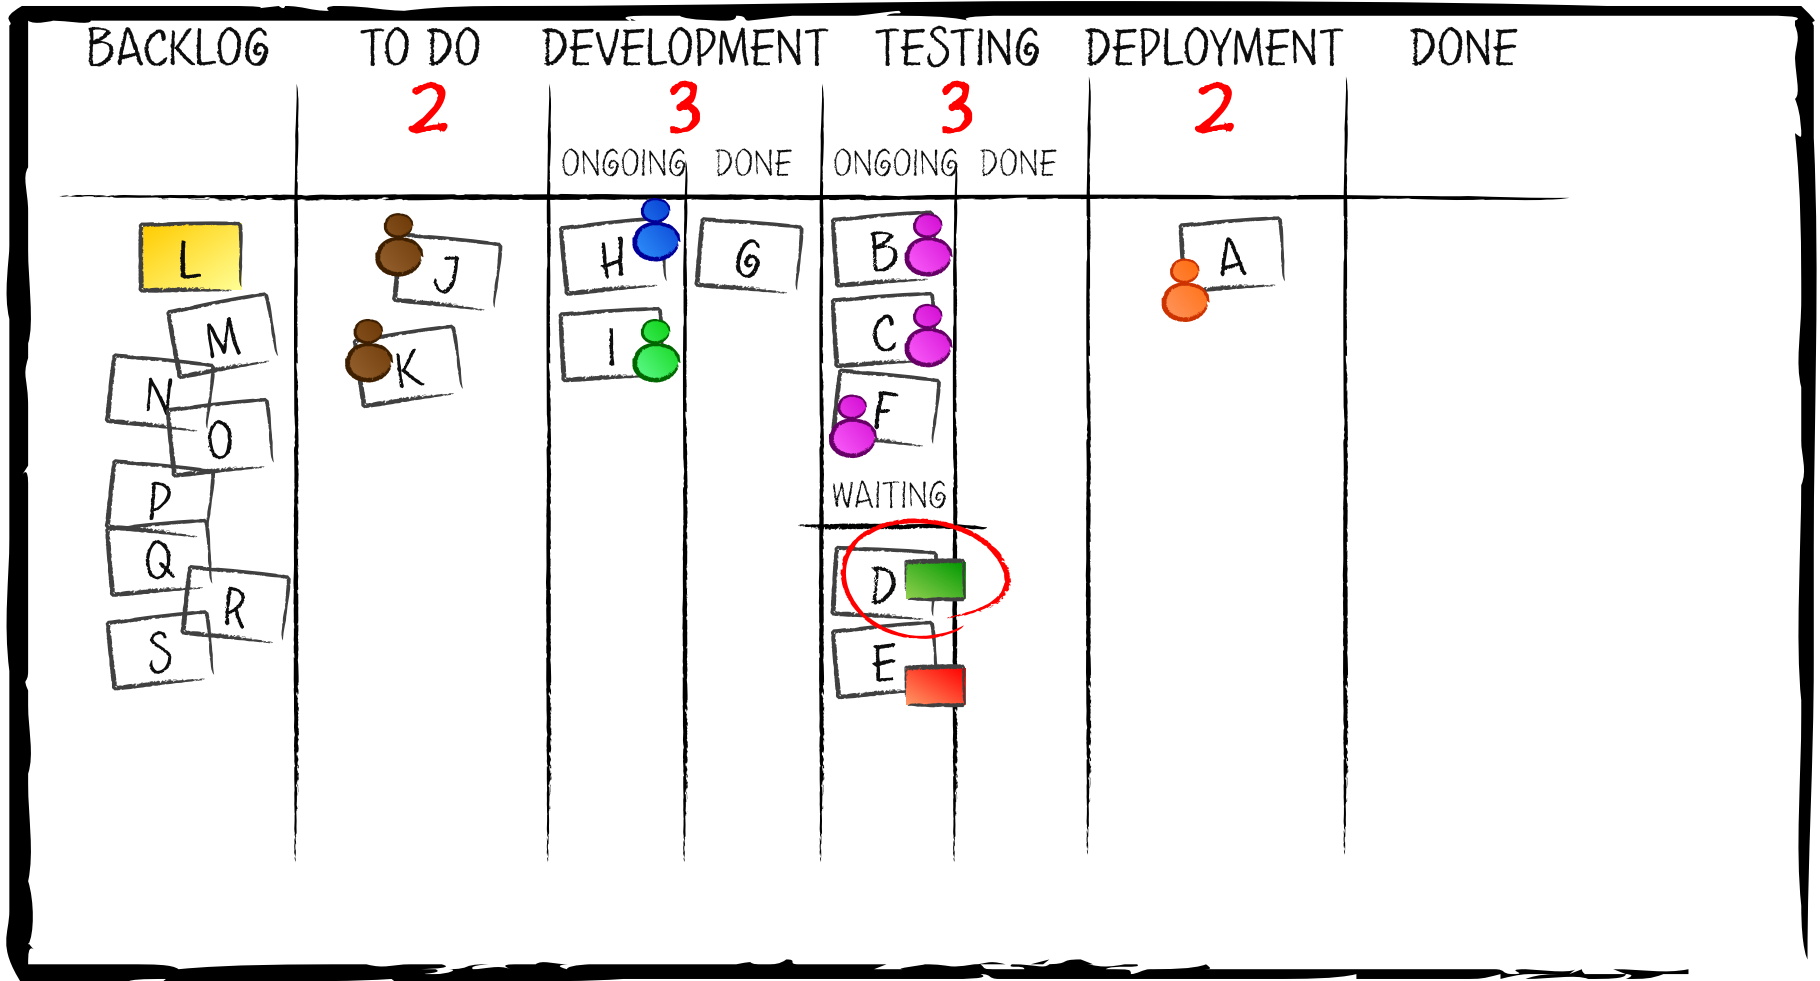 BACKLOG
TO DO
DEVELOPMENT
TESTING
DEPLOYMENT
DONE
2
3
3
2
ONGOING
DONE
ONGOING
DONE
L
M
N
O
P
Q
R
S
J
K
H
I
G
B
C
F
WAITING
D
E
A